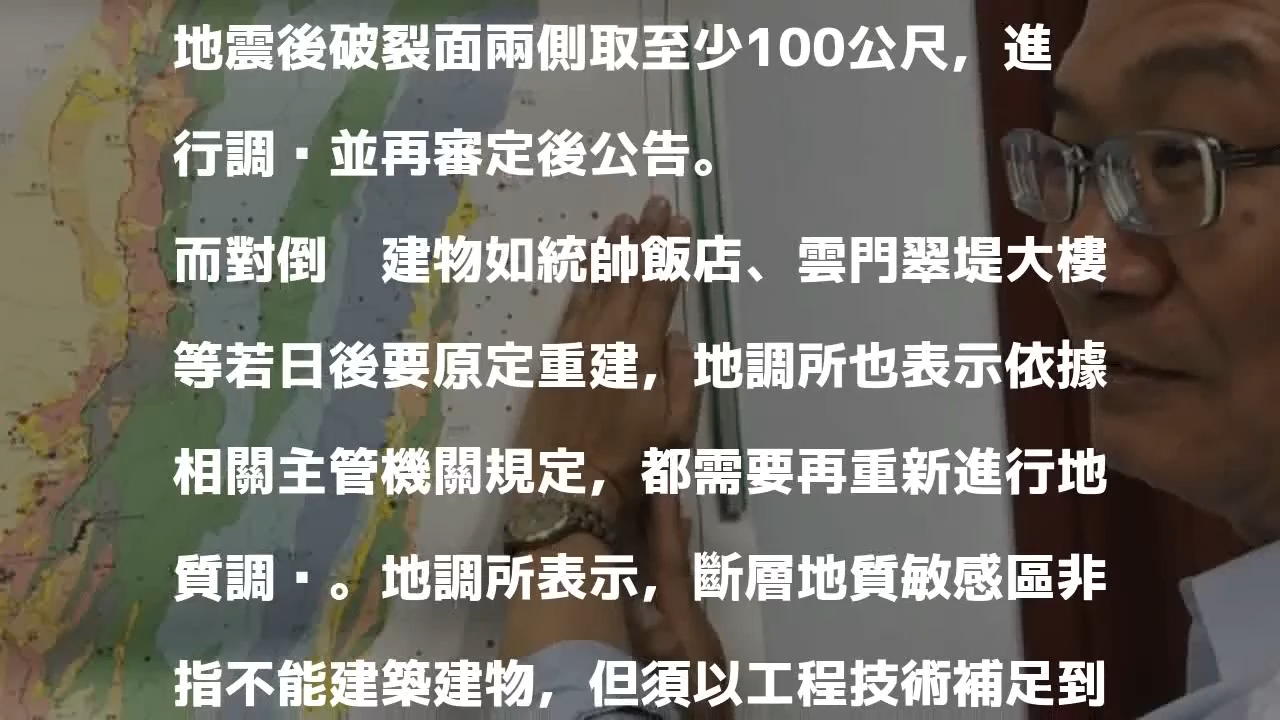 地震後破裂面兩側取至少100公尺，進
行調·並再審定後公告。
而對倒　建物如統帥飯店、雲門翠堤大樓
等若日後要原定重建，地調所也表示依據
相關主管機關規定，都需要再重新進行地
質調·。地調所表示，斷層地質敏感區非
指不能建築建物，但須以工程技術補足到